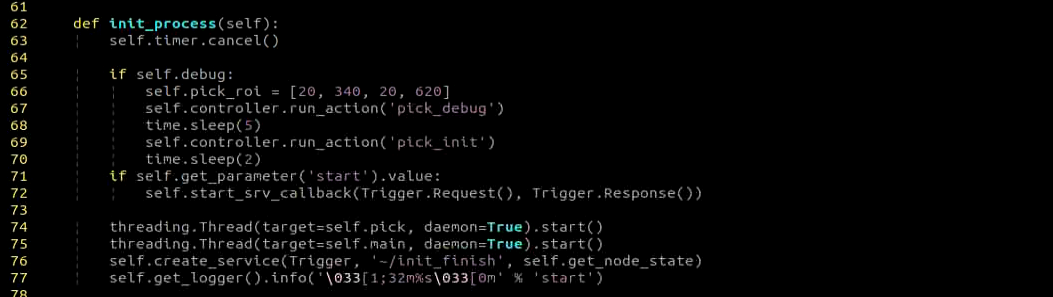 61
62 def init_process(self):
63 self.timer.cancel()
64
65 if self.debug:
66 self.pick_roi = [20, 340, 20, 620]
67 self.controller.run_action('pick_debug')
68 time.sleep(5)
69 self.controller.run_action('pick_init')
70 time.sleep(2)
71 if self.get_parameter('start').value:
72 self.start_srv_callback(Trigger.Request(), Trigger.Response())
73
74 threading.Thread(target=self.pick, daemon=True).start()
75 threading.Thread(target=self.main, daemon=True).start()
76 self.create_service(Trigger, '~/init_finish', self.get_node_state)
77 self.get_logger().info('\033[1;32m%s\033[0m' % 'start')
78